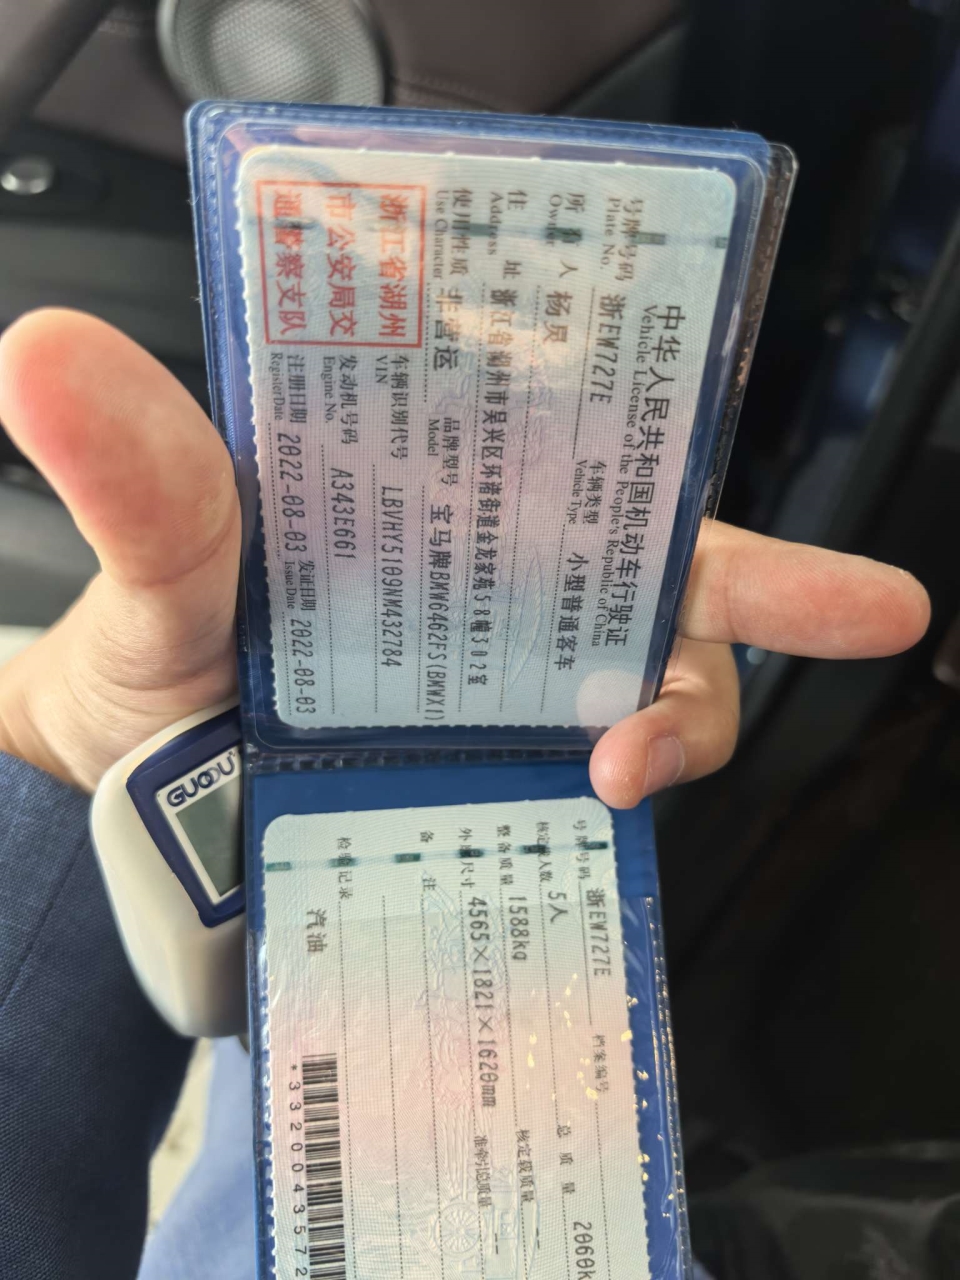 中华人民共和国机动车行驶证
Vehicle License of the People's Republic of China
号牌号码 浙EW727E 车辆类型 小型普通客车
Plate No. Vehicle Type
所有人 杨炅
Owner
住址 浙江省湖州市吴兴区环渚街道金龙家苑58幢302室
Address
使用性质 非营运 品牌型号 宝马牌BMW6462FS(BMWX1)
Use Character Model
浙江省湖州
市公安局交
通警察支队
车辆识别代号 LBVHY5109NM432784
VIN
发动机号码 A343E661
Engine No.
注册日期 2022-08-03 发证日期 2022-08-03
Register Date Issue Date
GUOOU
号牌号码 浙EW727E 档案编号
核定载人数 5人 总质量 2060k
整备质量 1588kg 核定载质量
外廓尺寸 4565×1821×1620mm 准牵引总质量
备注
检验记录
汽油
*3320043572